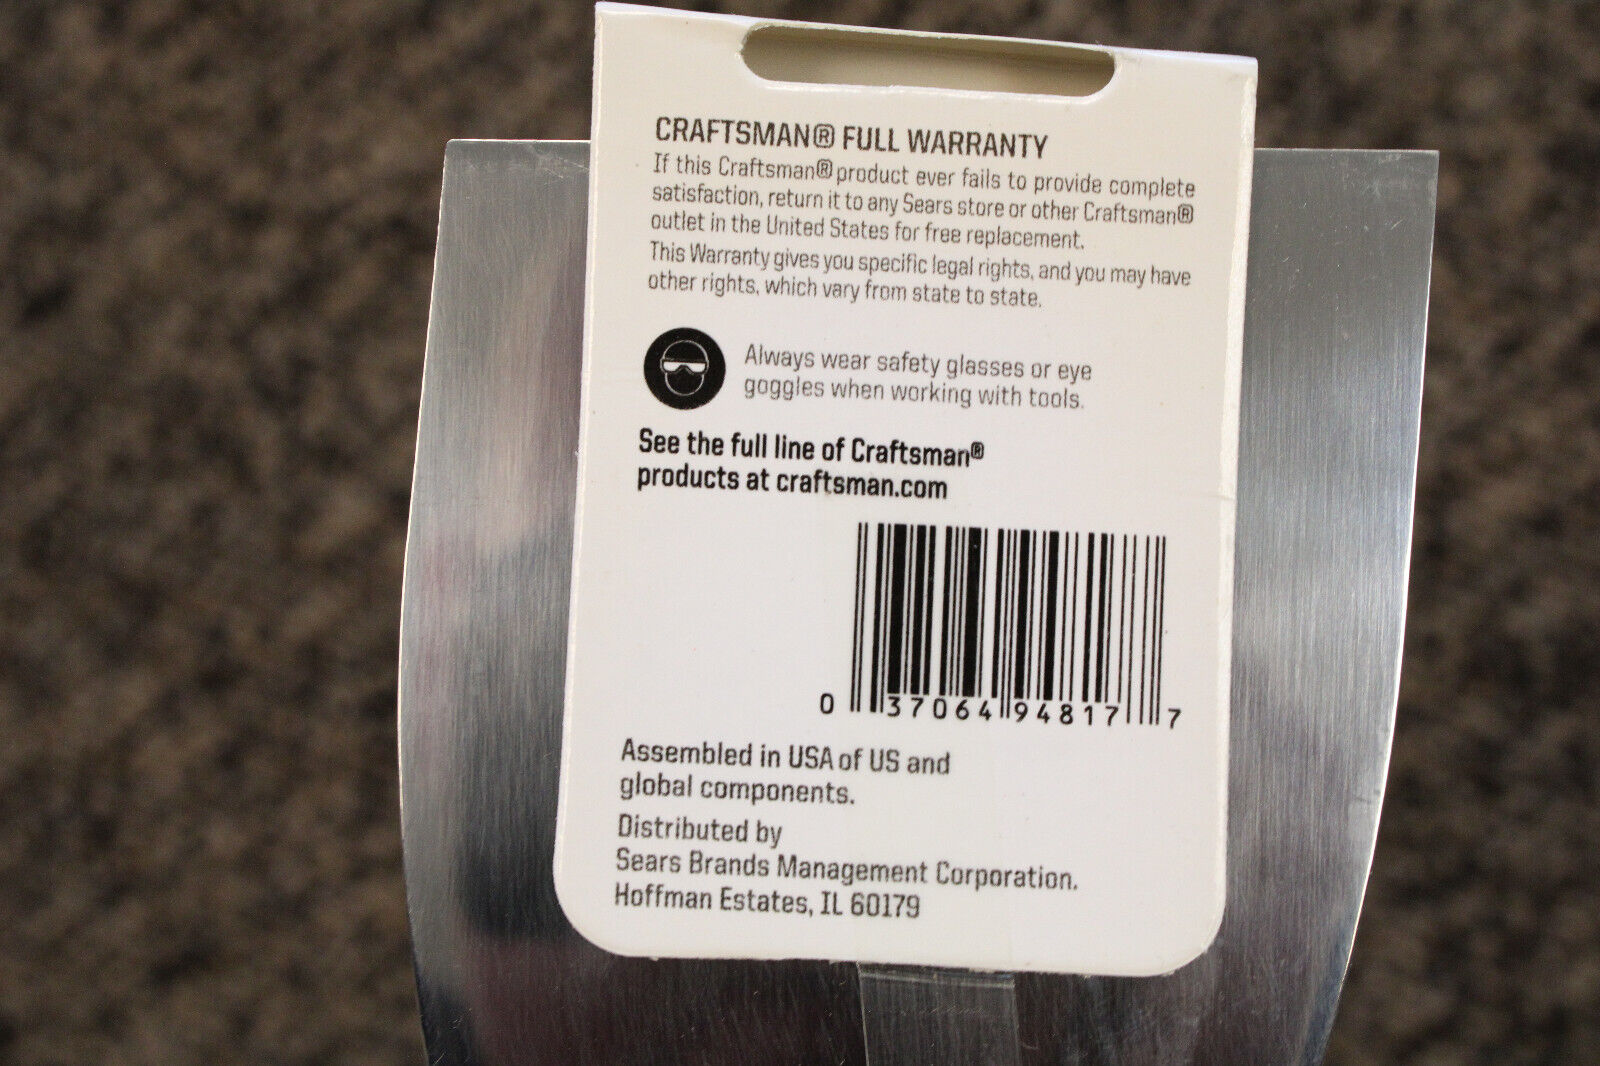 CRAFTSMAN® FULL WARRANTY
If this Craftsman® product ever fails to provide complete
satisfaction, return it to any Sears store or other Craftsman®
outlet in the United States for free replacement.
This Warranty gives you specific legal rights, and you may have
other rights, which vary from state to state.
Always wear safety glasses or eye
goggles when working with tools.
See the full line of Craftsman®
products at craftsman.com
0 37064 94817 7
Assembled in USA of US and
global components.
Distributed by
Sears Brands Management Corporation.
Hoffman Estates, IL 60179